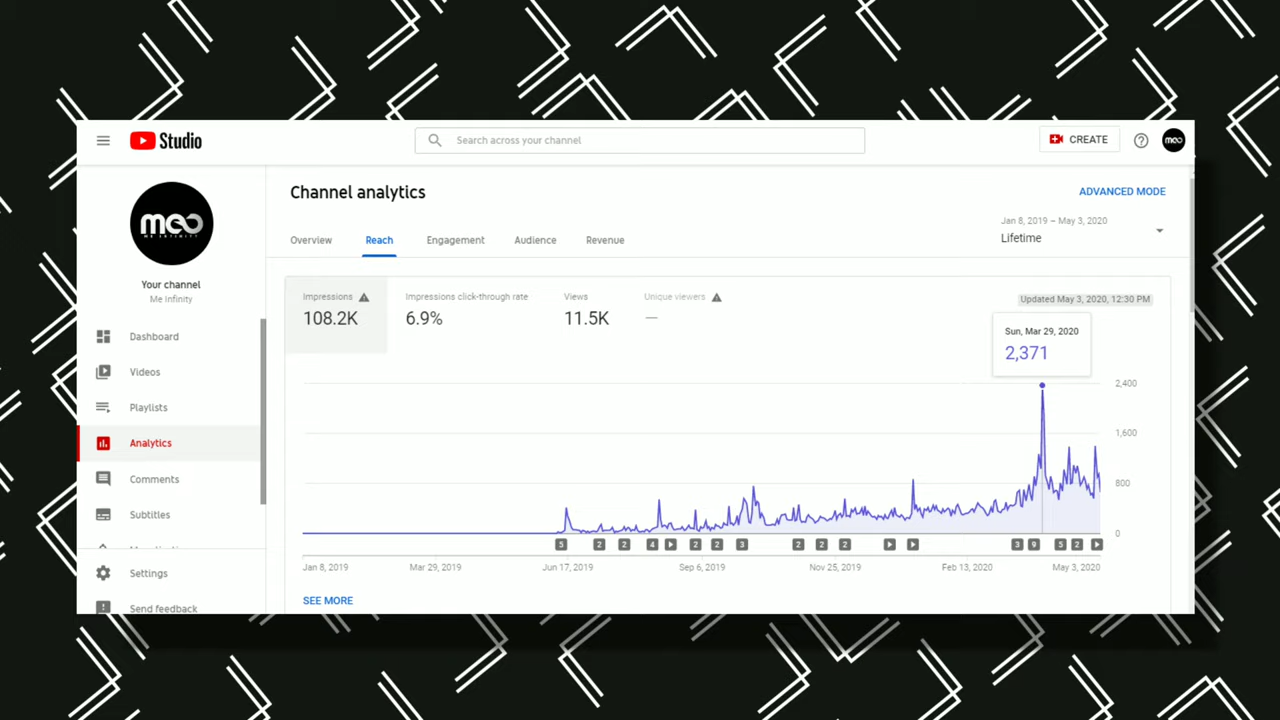 Studio
Search across your channel
CREATE
meo
meo
ME INFINITY
Your channel
Me Infinity
Dashboard
Videos
Playlists
Analytics
Comments
Subtitles
Settings
Send feedback
Channel analytics
ADVANCED MODE
Overview
Reach
Engagement
Audience
Revenue
Jan 8, 2019 – May 3, 2020
Lifetime
Impressions
108.2K
Impressions click-through rate
6.9%
Views
11.5K
Unique viewers
—
Updated May 3, 2020, 12:30 PM
Sun, Mar 29, 2020
2,371
2,400
1,600
800
0
5 2 2 4 2 2 3 2 2 2 3 9 5 2
Jan 8, 2019 Mar 29, 2019 Jun 17, 2019 Sep 6, 2019 Nov 25, 2019 Feb 13, 2020 May 3, 2020
SEE MORE